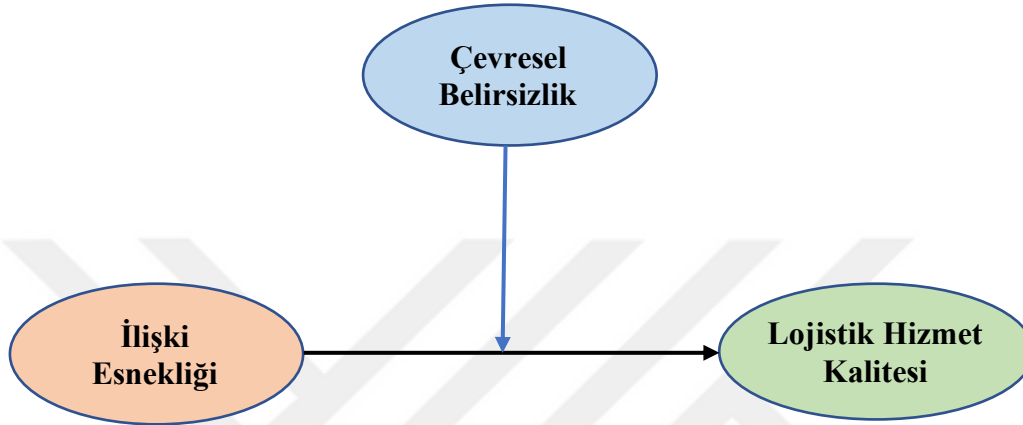 Çevresel
Belirsizlik
İlişki
Esnekliği
Lojistik Hizmet
Kalitesi